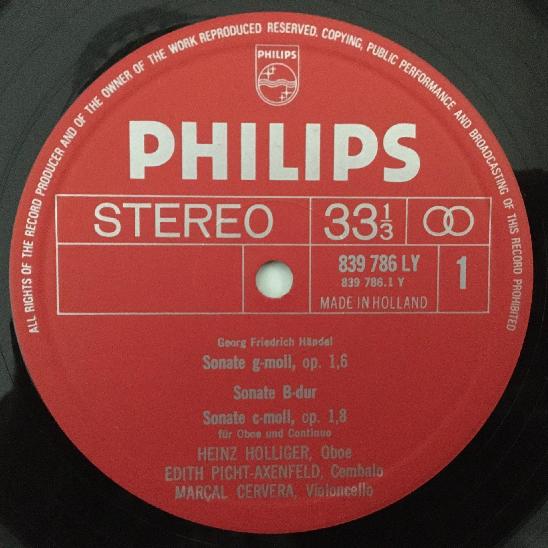 ALL RIGHTS OF THE RECORD PRODUCER AND OF THE OWNER OF THE WORK REPRODUCED RESERVED. COPYING, PUBLIC PERFORMANCE AND BROADCASTING OF THIS RECORD PROHIBITED
PHILIPS
PHILIPS
STEREO 33⅓
839 786 LY 1
839 786.1 Y
MADE IN HOLLAND
Georg Friedrich Händel
Sonate g-moll, op. 1,6
Sonate B-dur
Sonate c-moll, op. 1,8
für Oboe und Continuo
HEINZ HOLLIGER, Oboe
EDITH PICHT-AXENFELD, Cembalo
MARÇAL CERVERA, Violoncello